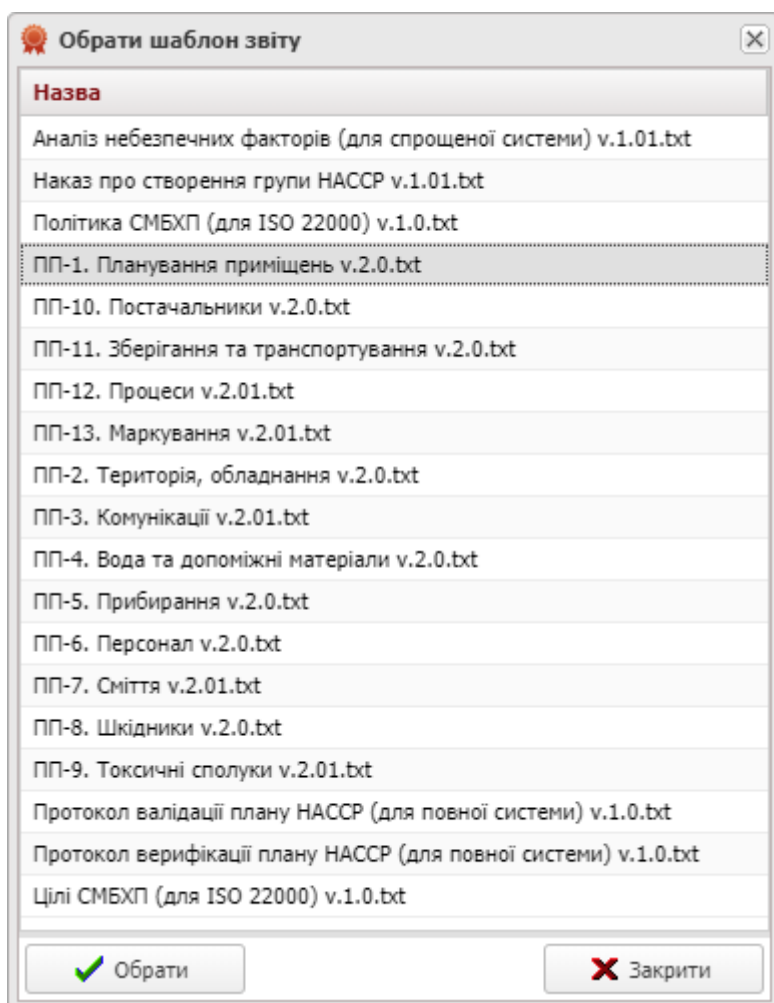 Обрати шаблон звіту
Назва
Аналіз небезпечних факторів (для спрощеної системи) v.1.01.txt
Наказ про створення групи НАССР v.1.01.txt
Політика СМБХП (для ISO 22000) v.1.0.txt
ПП-1. Планування приміщень v.2.0.txt
ПП-10. Постачальники v.2.0.txt
ПП-11. Зберігання та транспортування v.2.0.txt
ПП-12. Процеси v.2.01.txt
ПП-13. Маркування v.2.01.txt
ПП-2. Територія, обладнання v.2.0.txt
ПП-3. Комунікації v.2.01.txt
ПП-4. Вода та допоміжні матеріали v.2.0.txt
ПП-5. Прибирання v.2.0.txt
ПП-6. Персонал v.2.0.txt
ПП-7. Сміття v.2.01.txt
ПП-8. Шкідники v.2.0.txt
ПП-9. Токсичні сполуки v.2.01.txt
Протокол валідації плану НАССР (для повної системи) v.1.0.txt
Протокол верифікації плану НАССР (для повної системи) v.1.0.txt
Цілі СМБХП (для ISO 22000) v.1.0.txt
Обрати
Закрити